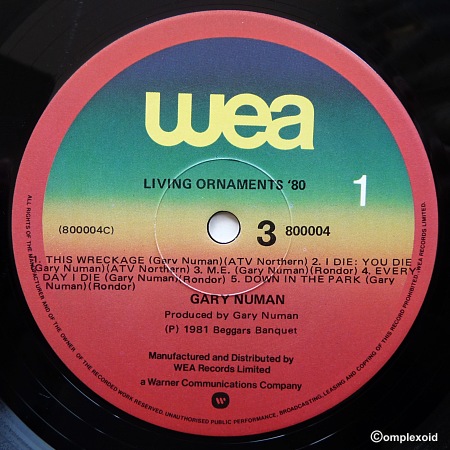 wea
LIVING ORNAMENTS '80
1
(800004C)
3 800004
1. THIS WRECKAGE (Gary Numan)(ATV Northern) 2. I DIE: YOU DIE
(Gary Numan)(ATV Northern) 3. M.E. (Gary Numan)(Rondor) 4. EVERY
DAY I DIE (Gary Numan)(Rondor) 5. DOWN IN THE PARK (Gary
Numan)(Rondor)
GARY NUMAN
Produced by Gary Numan
(P) 1981 Beggars Banquet
Manufactured and Distributed by
WEA Records Limited
a Warner Communications Company
ALL RIGHTS OF THE MANUFACTURER AND OF THE OWNER OF THE RECORDED WORK RESERVED. UNAUTHORISED PUBLIC PERFORMANCE, BROADCASTING, LEASING AND COPYING OF THIS RECORD PROHIBITED. WEA RECORDS LIMITED.
©omplexoid